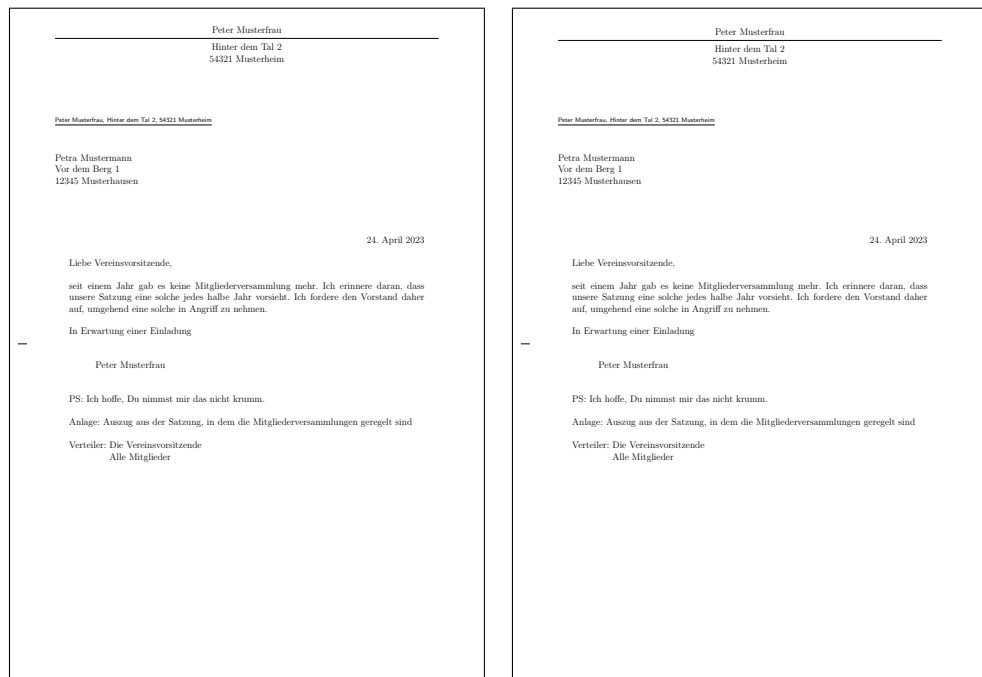 Peter Musterfrau
Hinter dem Tal 2
54321 Musterheim
Peter Musterfrau, Hinter dem Tal 2, 54321 Musterheim
Petra Mustermann
Vor dem Berg 1
12345 Musterhausen
24. April 2023
Liebe Vereinsvorsitzende,
seit einem Jahr gab es keine Mitgliederversammlung mehr. Ich erinnere daran, dass
unsere Satzung eine solche jedes halbe Jahr vorsieht. Ich fordere den Vorstand daher
auf, umgehend eine solche in Angriff zu nehmen.
In Erwartung einer Einladung
Peter Musterfrau
PS: Ich hoffe, Du nimmst mir das nicht krumm.
Anlage: Auszug aus der Satzung, in dem die Mitgliederversammlungen geregelt sind
Verteiler: Die Vereinsvorsitzende
Alle Mitglieder
Peter Musterfrau
Hinter dem Tal 2
54321 Musterheim
Peter Musterfrau, Hinter dem Tal 2, 54321 Musterheim
Petra Mustermann
Vor dem Berg 1
12345 Musterhausen
24. April 2023
Liebe Vereinsvorsitzende,
seit einem Jahr gab es keine Mitgliederversammlung mehr. Ich erinnere daran, dass
unsere Satzung eine solche jedes halbe Jahr vorsieht. Ich fordere den Vorstand daher
auf, umgehend eine solche in Angriff zu nehmen.
In Erwartung einer Einladung
Peter Musterfrau
PS: Ich hoffe, Du nimmst mir das nicht krumm.
Anlage: Auszug aus der Satzung, in dem die Mitgliederversammlungen geregelt sind
Verteiler: Die Vereinsvorsitzende
Alle Mitglieder